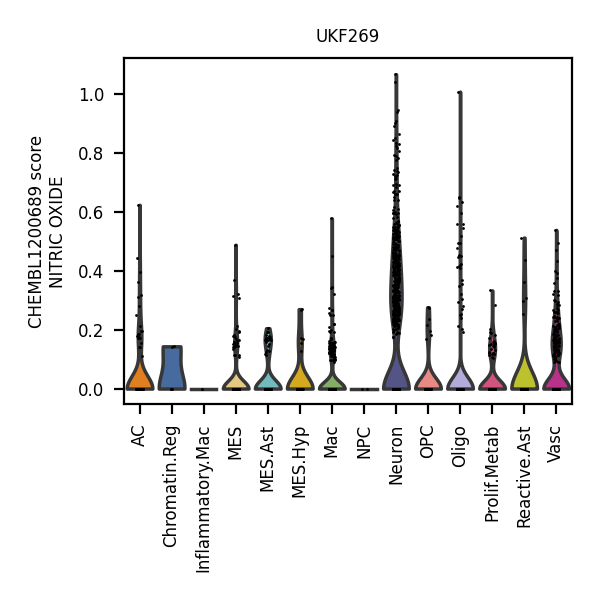 UKF269
CHEMBL1200689 score
NITRIC OXIDE
1.0
0.8
0.6
0.4
0.2
0.0
AC
Chromatin.Reg
Inflammatory.Mac
MES
MES.Ast
MES.Hyp
Mac
NPC
Neuron
OPC
Oligo
Prolif.Metab
Reactive.Ast
Vasc